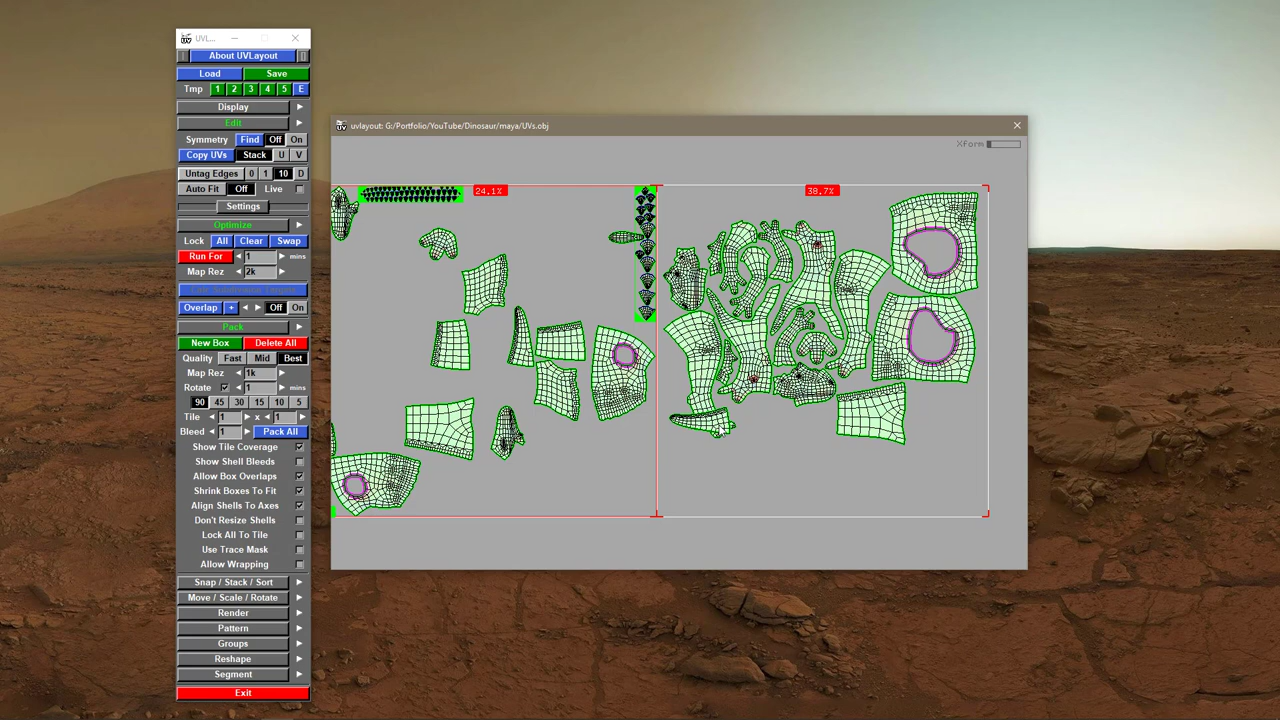 UVL...
About UVLayout
Load Save
Tmp 1 2 3 4 5 E
Display
Edit
Symmetry Find Off On
Copy UVs Stack U V
Untag Edges 0 1 10 D
Auto Fit Off Live
Settings
Optimize
Lock All Clear Swap
Run For 1 mins
Map Rez 2k
Overlap + Off On
Pack
New Box Delete All
Quality Fast Mid Best
Map Rez 1k
Rotate 1 mins
90 45 30 15 10 5
Tile 1 x 1
Bleed 1 Pack All
Show Tile Coverage
Show Shell Bleeds
Allow Box Overlaps
Shrink Boxes To Fit
Align Shells To Axes
Don't Resize Shells
Lock All To Tile
Use Trace Mask
Allow Wrapping
Snap / Stack / Sort
Move / Scale / Rotate
Render
Pattern
Groups
Reshape
Segment
Exit
uvlayout: G:/Portfolio/YouTube/Dinosaur/maya/UVs.obj
Xform
24.1% 38.7%